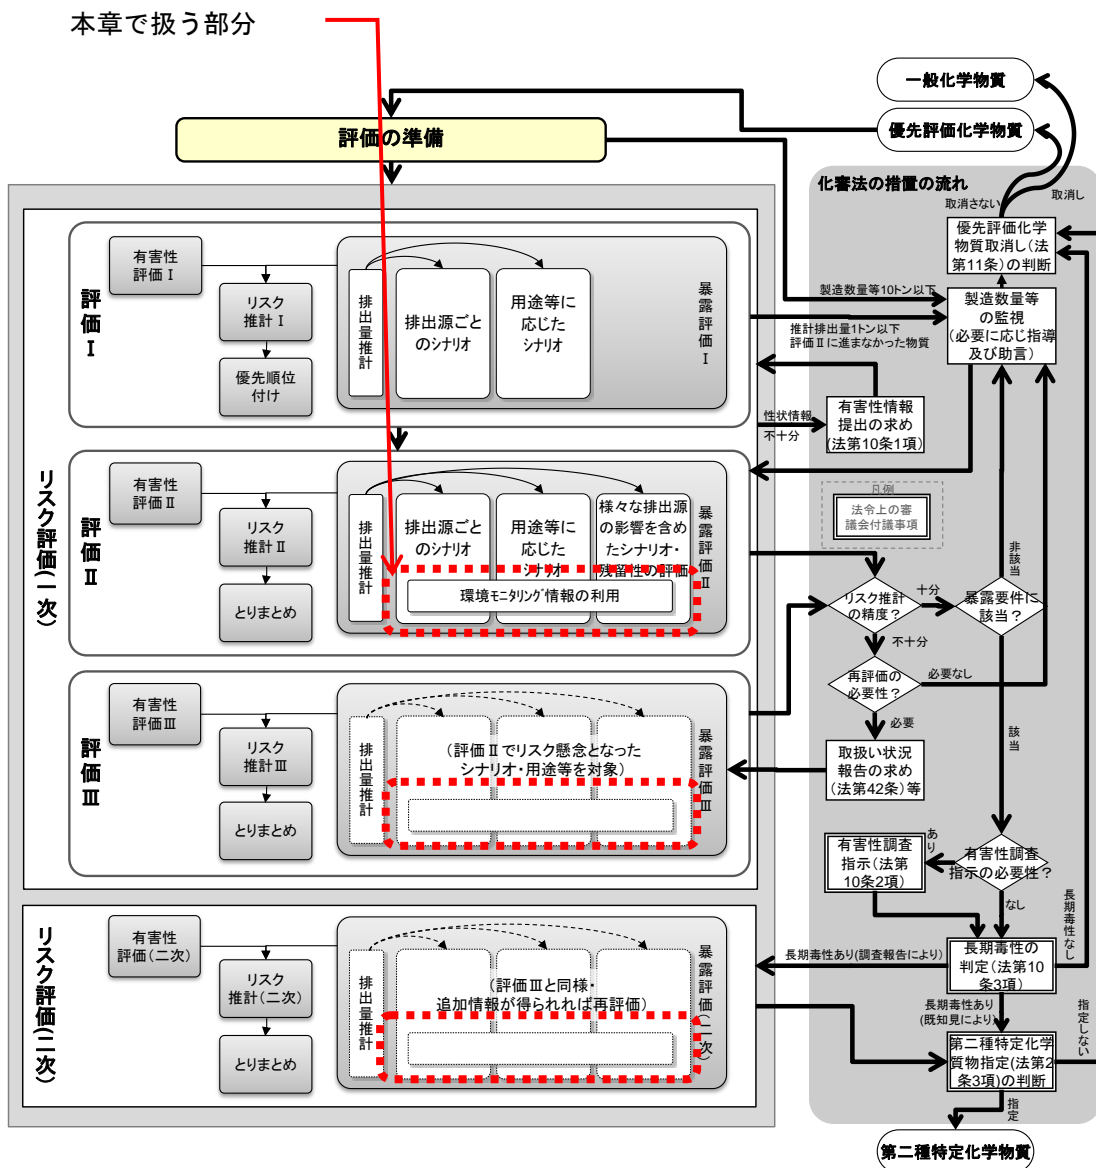 本章で扱う部分
一般化学物質
優先評価化学物質
評価の準備
化審法の措置の流れ
取消さない
取消し
優先評価化学
物質取消し(法
第11条)の判断
製造数量等10トン以下
製造数量等
の監視
(必要に応じ指導
及び助言)
推計排出量1トン以下
評価Ⅱに進まなかった物質
性状情報
不十分
有害性情報
提出の求め
(法第10条1項)
凡例
法令上の審
議会付議事項
リスク評価(一次)
評価Ⅰ
有害性
評価Ⅰ
リスク
推計Ⅰ
優先順位
付け
排出量推計
排出源ごと
のシナリオ
用途等に
応じた
シナリオ
暴露評価Ⅰ
評価Ⅱ
有害性
評価Ⅱ
リスク
推計Ⅱ
とりまとめ
排出量推計
排出源ごと
のシナリオ
用途等に
応じた
シナリオ
様々な排出源
の影響を含め
たシナリオ・
残留性の評価
暴露評価Ⅱ
環境モニタリング情報の利用
評価Ⅲ
有害性
評価Ⅲ
リスク
推計Ⅲ
とりまとめ
排出量推計
(評価Ⅱでリスク懸念となった
シナリオ・用途等を対象)
暴露評価Ⅲ
リスク推計
の精度?
十分
不十分
暴露要件に
該当?
非該当
該当
再評価の
必要性?
必要なし
必要
取扱い状況
報告の求め
(法第42条)等
有害性調査
指示の必要性?
あり
なし
有害性調査
指示(法第
10条2項)
長期毒性なし
長期毒性の
判定(法第10
条3項)
長期毒性あり(調査報告により)
長期毒性あり
(既知見により)
指定しない
第二種特定化学
質物指定(法第2
条3項)の判断
指定
第二種特定化学物質
リスク評価(二次)
有害性
評価(二次)
リスク
推計(二次)
とりまとめ
排出量推計
(評価Ⅲと同様・
追加情報が得られれば再評価)
暴露評価(二次)